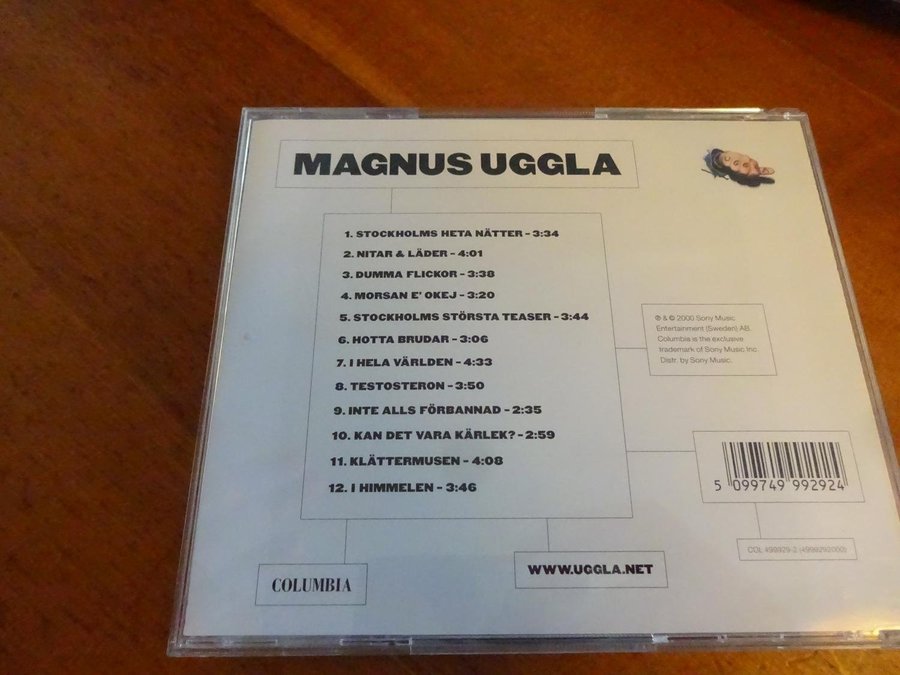 MAGNUS UGGLA
1. STOCKHOLMS HETA NÄTTER – 3:34
2. NITAR & LÄDER – 4:01
3. DUMMA FLICKOR – 3:38
4. MORSAN E' OKEJ – 3:20
5. STOCKHOLMS STÖRSTA TEASER – 3:44
6. HOTTA BRUDAR – 3:06
7. I HELA VÄRLDEN – 4:33
8. TESTOSTERON – 3:50
9. INTE ALLS FÖRBANNAD – 2:35
10. KAN DET VARA KÄRLEK? – 2:59
11. KLÄTTERMUSEN – 4:08
12. I HIMMELEN – 3:46
℗ & © 2000 Sony Music
Entertainment (Sweden) AB.
Columbia is the exclusive
trademark of Sony Music Inc.
Distr. by Sony Music.
5 099749 992924
COL 499929-2 (4999292000)
COLUMBIA
WWW.UGGLA.NET